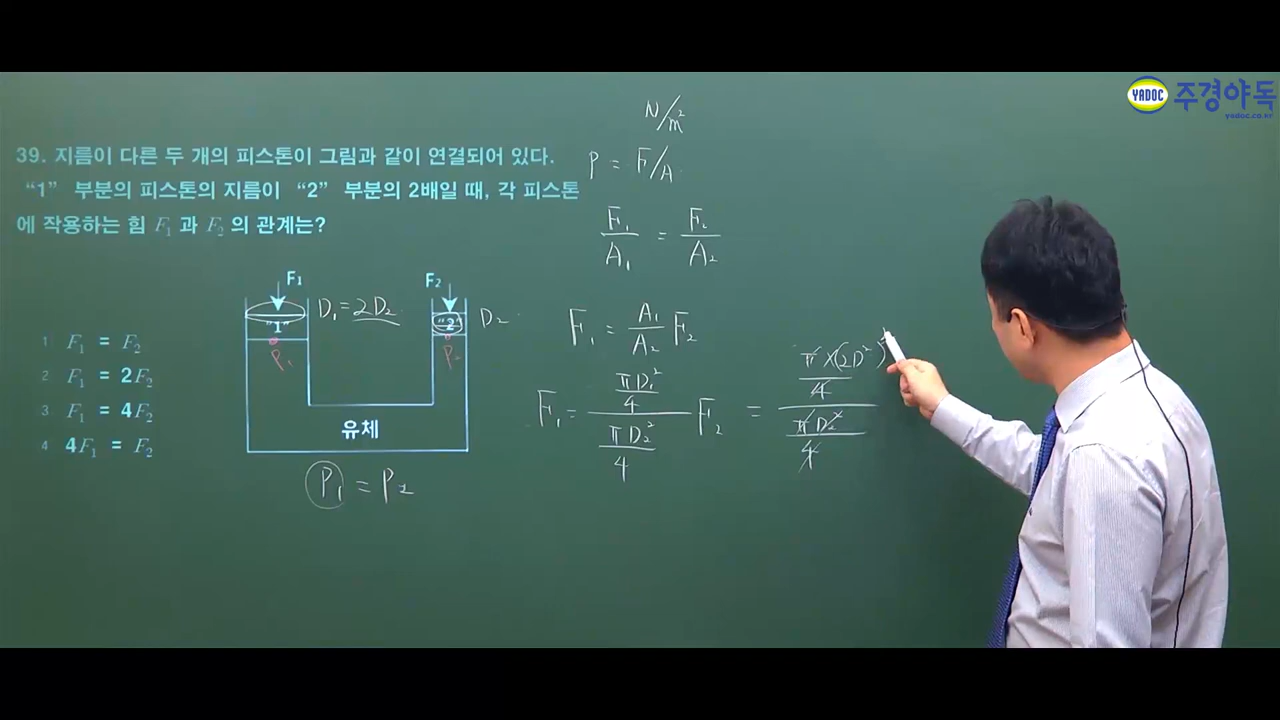 YADOC 주경야독
yadoc.co.kr
39. 지름이 다른 두 개의 피스톤이 그림과 같이 연결되어 있다.
“1” 부분의 피스톤의 지름이 “2” 부분의 2배일 때, 각 피스톤
에 작용하는 힘 F₁ 과 F₂ 의 관계는?
1 F₁ = F₂
2 F₁ = 2F₂
3 F₁ = 4F₂
4 4F₁ = F₂
F₁
F₂
“1”
D₁ = 2D₂
“2”
D₂
P₁
P₂
유체
P₁ = P₂
N/m²
P = F/A
F₁/A₁ = F₂/A₂
F₁ = A₁/A₂ F₂
F₁ = (πD₁²/4)/(πD₂²/4) F₂ = (π×(2D₂)²/4)/(πD₂²/4)